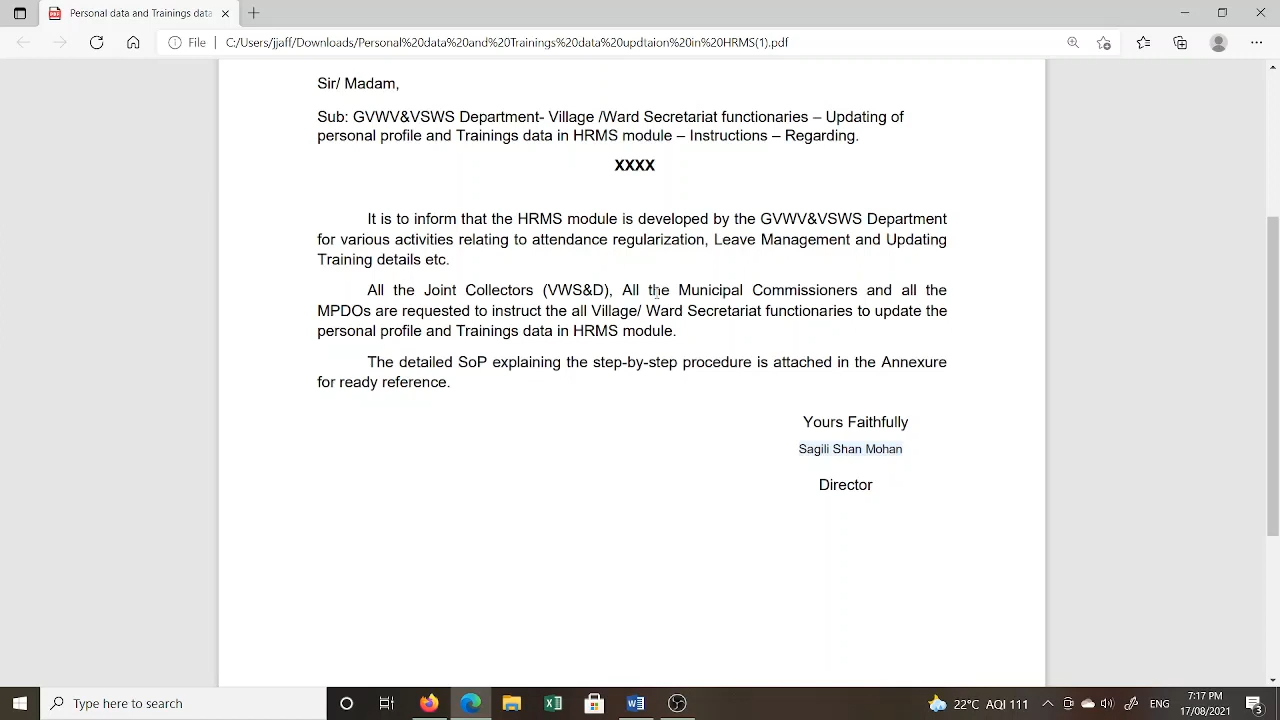 Personal data and Trainings data
File
C:/Users/jjaff/Downloads/Personal%20data%20and%20Trainings%20data%20updtaion%20in%20HRMS(1).pdf
Sir/ Madam,
Sub: GVWV&VSWS Department- Village /Ward Secretariat functionaries – Updating of
personal profile and Trainings data in HRMS module – Instructions – Regarding.
XXXX
It is to inform that the HRMS module is developed by the GVWV&VSWS Department
for various activities relating to attendance regularization, Leave Management and Updating
Training details etc.
All the Joint Collectors (VWS&D), All the Municipal Commissioners and all the
MPDOs are requested to instruct the all Village/ Ward Secretariat functionaries to update the
personal profile and Trainings data in HRMS module.
The detailed SoP explaining the step-by-step procedure is attached in the Annexure
for ready reference.
Yours Faithfully
Sagili Shan Mohan
Director
Type here to search
22°C AQI 111
ENG
7:17 PM
17/08/2021
3